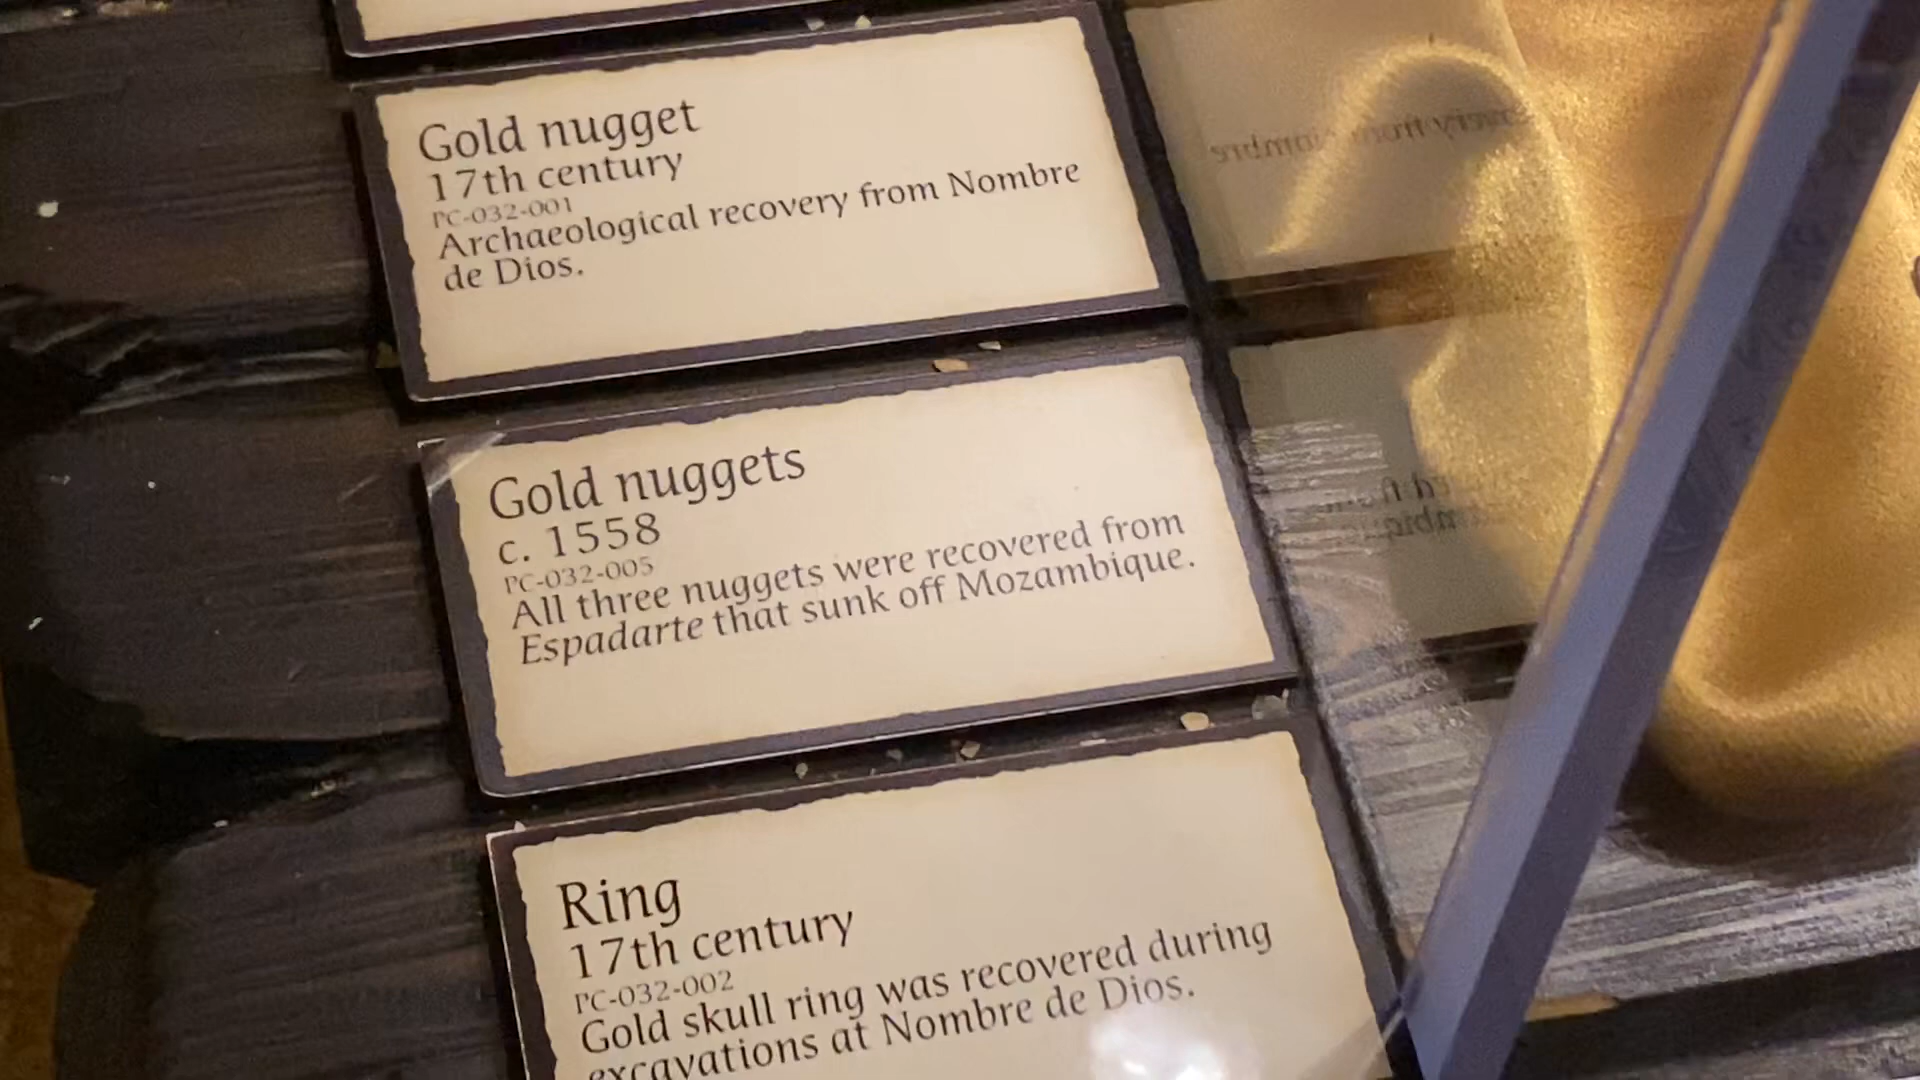 Gold nugget
17th century
PC-032-001
Archaeological recovery from Nombre
de Dios.
Gold nuggets
c. 1558
PC-032-005
All three nuggets were recovered from
Espadarte that sunk off Mozambique.
Ring
17th century
PC-032-002
Gold skull ring was recovered during
excavations at Nombre de Dios.